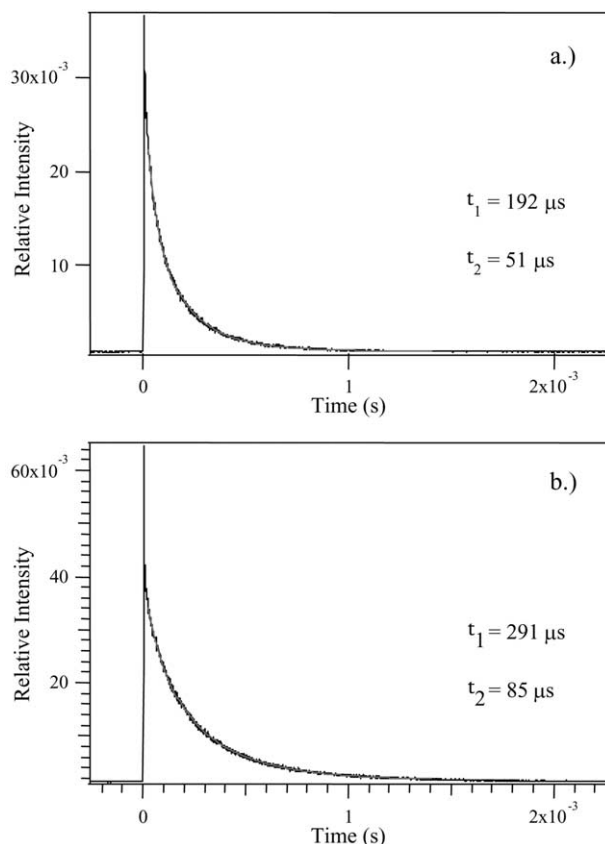 a.)
30x10⁻³
20
10
Relative Intensity
t₁ = 192 μs
t₂ = 51 μs
0
1
2x10⁻³
Time (s)
b.)
60x10⁻³
40
20
Relative Intensity
t₁ = 291 μs
t₂ = 85 μs
0
1
2x10⁻³
Time (s)